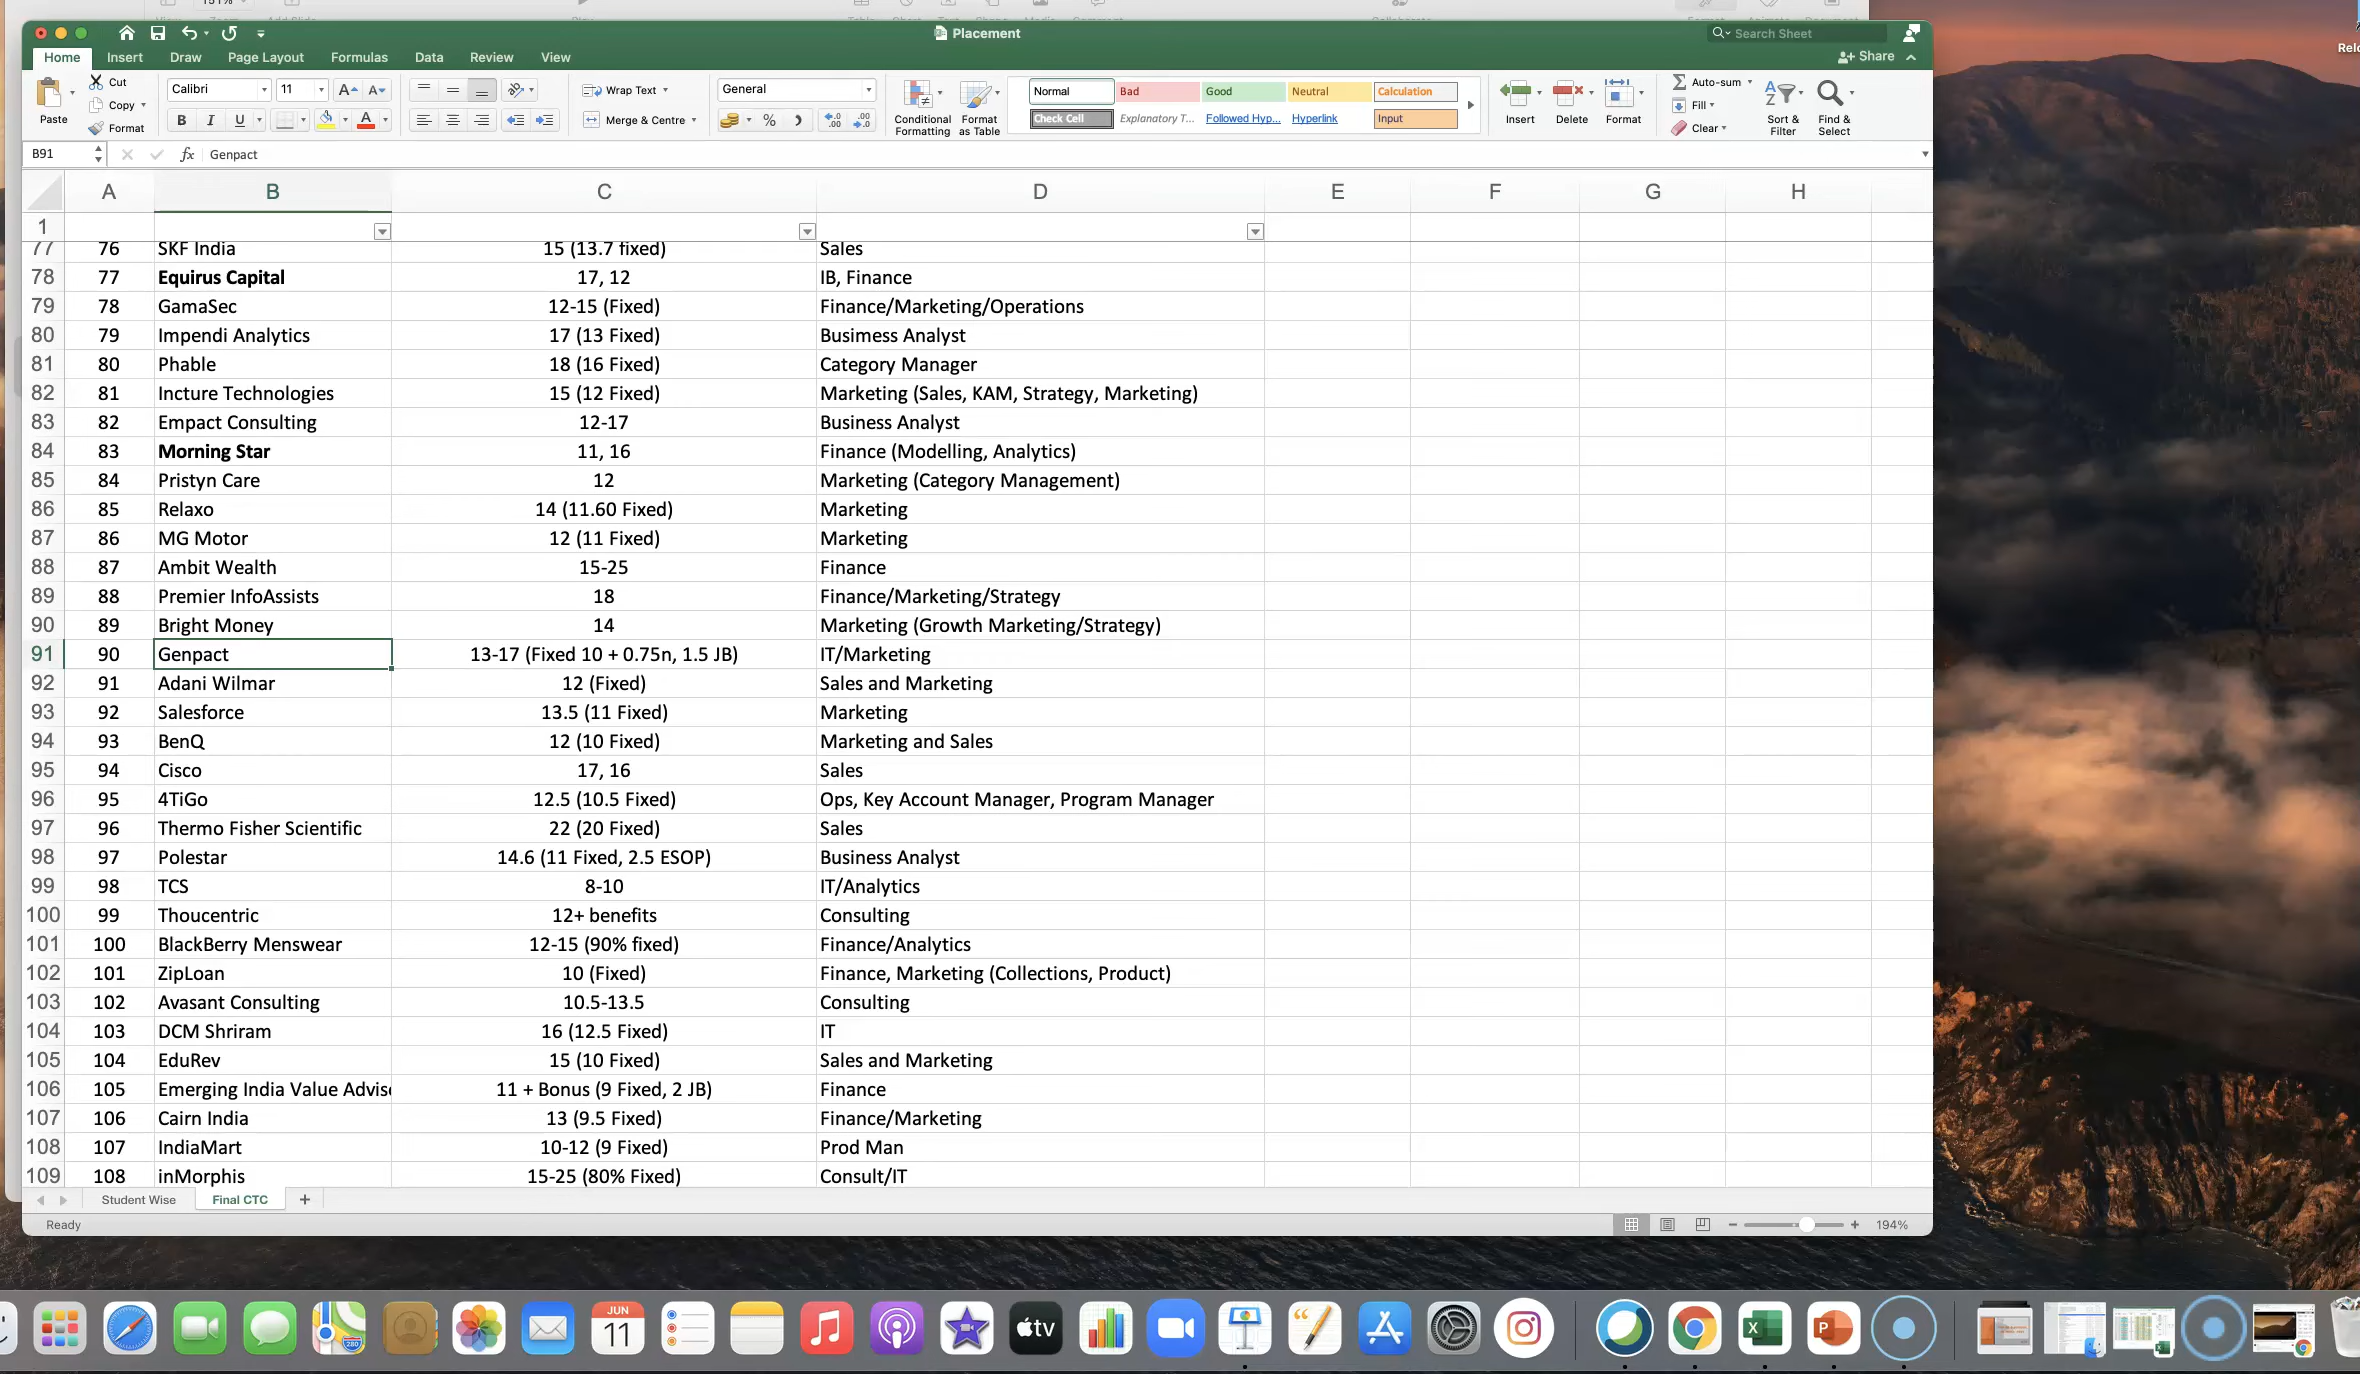 151%
Placement
Search Sheet
Home Insert Draw Page Layout Formulas Data Review View
Share
Paste
Cut
Copy
Format
Calibri 11
B I U
Wrap Text
Merge & Centre
General
Conditional Formatting
Format as Table
Normal Bad Good Neutral Calculation
Check Cell Explanatory T... Followed Hyp... Hyperlink Input
Insert Delete Format
Auto-sum
Fill
Clear
Sort & Filter
Find & Select
B91 fx Genpact
A B C D E F G H
1
77 76 SKF India 15 (13.7 fixed) Sales
78 77 Equirus Capital 17, 12 IB, Finance
79 78 GamaSec 12-15 (Fixed) Finance/Marketing/Operations
80 79 Impendi Analytics 17 (13 Fixed) Busimess Analyst
81 80 Phable 18 (16 Fixed) Category Manager
82 81 Incture Technologies 15 (12 Fixed) Marketing (Sales, KAM, Strategy, Marketing)
83 82 Empact Consulting 12-17 Business Analyst
84 83 Morning Star 11, 16 Finance (Modelling, Analytics)
85 84 Pristyn Care 12 Marketing (Category Management)
86 85 Relaxo 14 (11.60 Fixed) Marketing
87 86 MG Motor 12 (11 Fixed) Marketing
88 87 Ambit Wealth 15-25 Finance
89 88 Premier InfoAssists 18 Finance/Marketing/Strategy
90 89 Bright Money 14 Marketing (Growth Marketing/Strategy)
91 90 Genpact 13-17 (Fixed 10 + 0.75n, 1.5 JB) IT/Marketing
92 91 Adani Wilmar 12 (Fixed) Sales and Marketing
93 92 Salesforce 13.5 (11 Fixed) Marketing
94 93 BenQ 12 (10 Fixed) Marketing and Sales
95 94 Cisco 17, 16 Sales
96 95 4TiGo 12.5 (10.5 Fixed) Ops, Key Account Manager, Program Manager
97 96 Thermo Fisher Scientific 22 (20 Fixed) Sales
98 97 Polestar 14.6 (11 Fixed, 2.5 ESOP) Business Analyst
99 98 TCS 8-10 IT/Analytics
100 99 Thoucentric 12+ benefits Consulting
101 100 BlackBerry Menswear 12-15 (90% fixed) Finance/Analytics
102 101 ZipLoan 10 (Fixed) Finance, Marketing (Collections, Product)
103 102 Avasant Consulting 10.5-13.5 Consulting
104 103 DCM Shriram 16 (12.5 Fixed) IT
105 104 EduRev 15 (10 Fixed) Sales and Marketing
106 105 Emerging India Value Advis 11 + Bonus (9 Fixed, 2 JB) Finance
107 106 Cairn India 13 (9.5 Fixed) Finance/Marketing
108 107 IndiaMart 10-12 (9 Fixed) Prod Man
109 108 inMorphis 15-25 (80% Fixed) Consult/IT
Student Wise Final CTC +
Ready 194%
JUN
11
tv
280